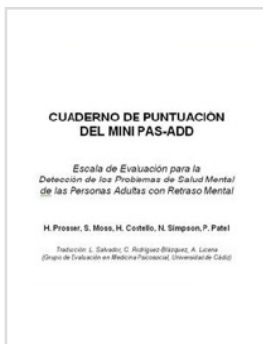 CUADERNO DE PUNTUACIÓN
DEL MINI PAS-ADD
Escala de Evaluación para la
Detección de los Problemas de Salud Mental
de las Personas Adultas con Retraso Mental
H. Prosser, S. Moss, H. Costello, N. Simpson, P. Patel
Traducción: L. Salvador, C. Rodríguez-Blázquez, A. Lucena
(Grupo de Evaluación en Medicina Psicosocial, Universidad de Cádiz)